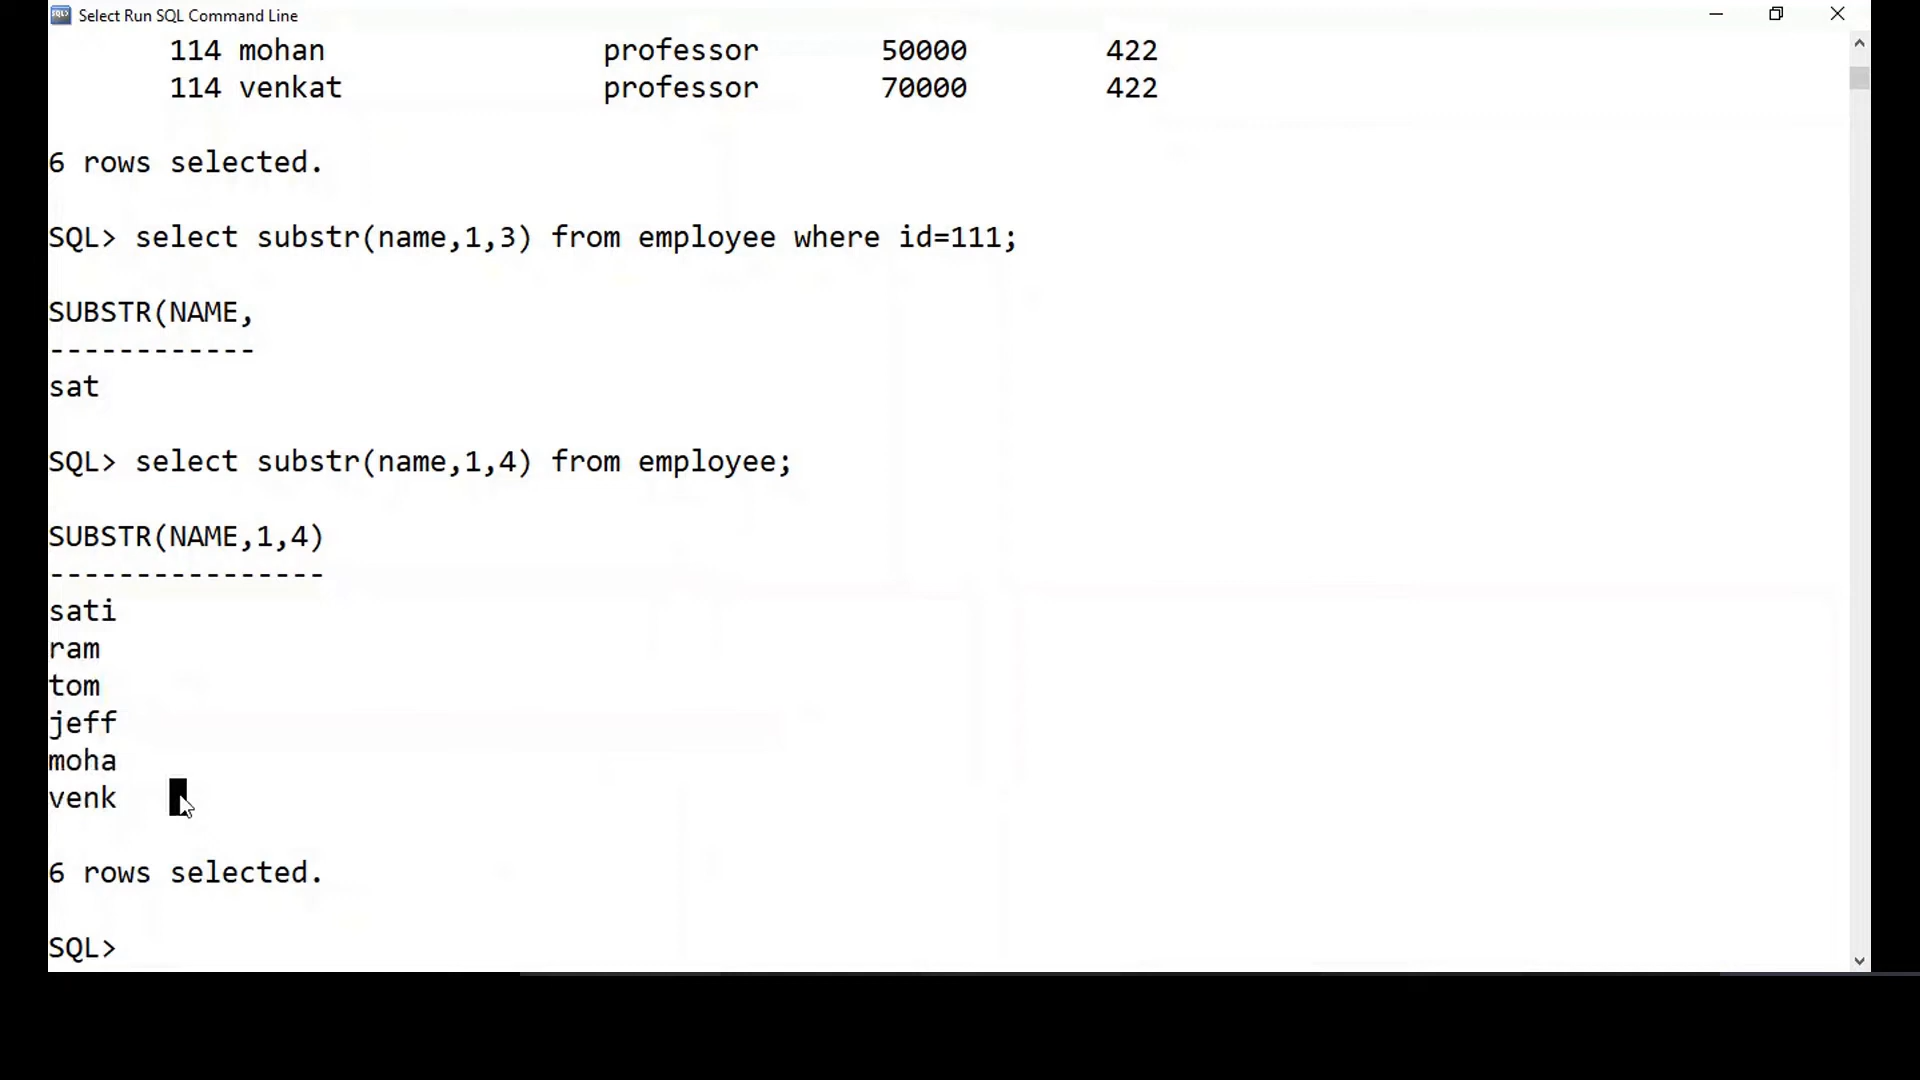 Select Run SQL Command Line
114 mohan professor 50000 422
114 venkat professor 70000 422
6 rows selected.
SQL> select substr(name,1,3) from employee where id=111;
SUBSTR(NAME,
------------
sat
SQL> select substr(name,1,4) from employee;
SUBSTR(NAME,1,4)
----------------
sati
ram
tom
jeff
moha
venk
6 rows selected.
SQL>